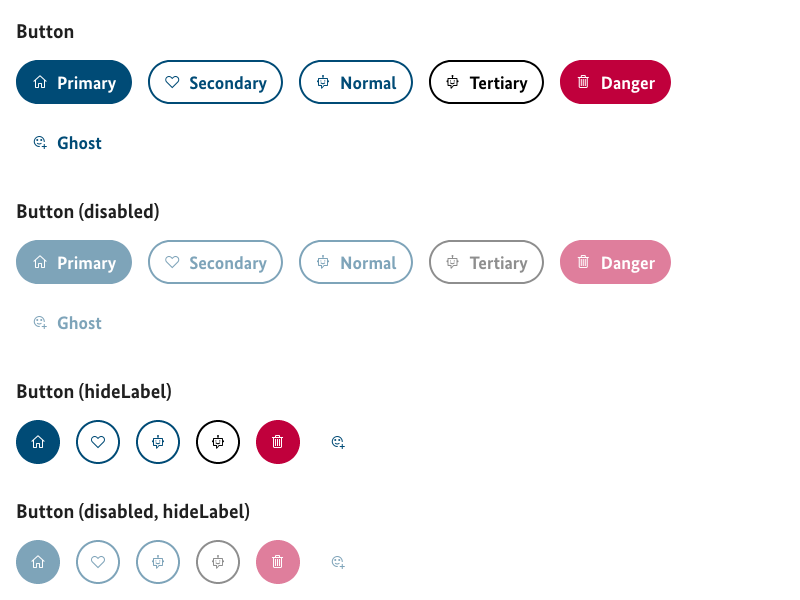 Button
Primary Secondary Normal Tertiary Danger
Ghost
Button (disabled)
Primary Secondary Normal Tertiary Danger
Ghost
Button (hideLabel)
Button (disabled, hideLabel)